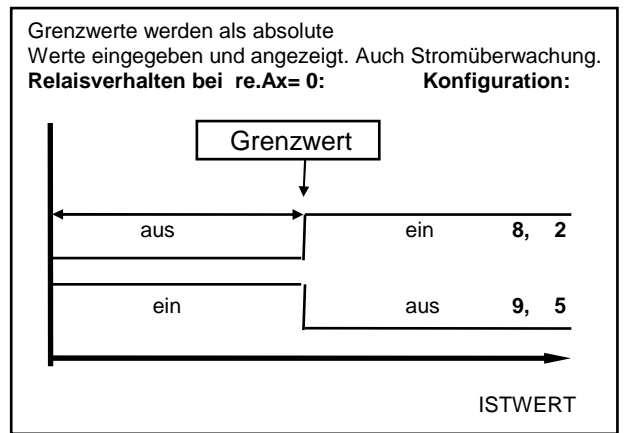 Grenzwerte werden als absolute
Werte eingegeben und angezeigt. Auch Stromüberwachung.
Relaisverhalten bei re.Ax= 0: Konfiguration:
Grenzwert
aus ein 8, 2
ein aus 9, 5
ISTWERT